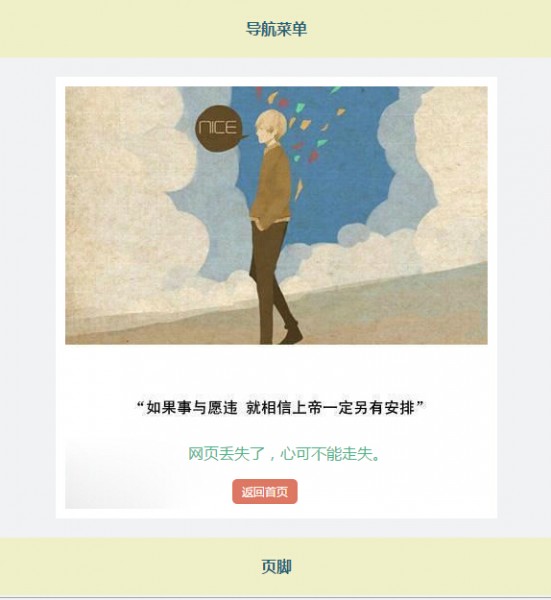 导航菜单
NICE
“如果事与愿违 就相信上帝一定另有安排”
网页丢失了，心可不能走失。
返回首页
页脚